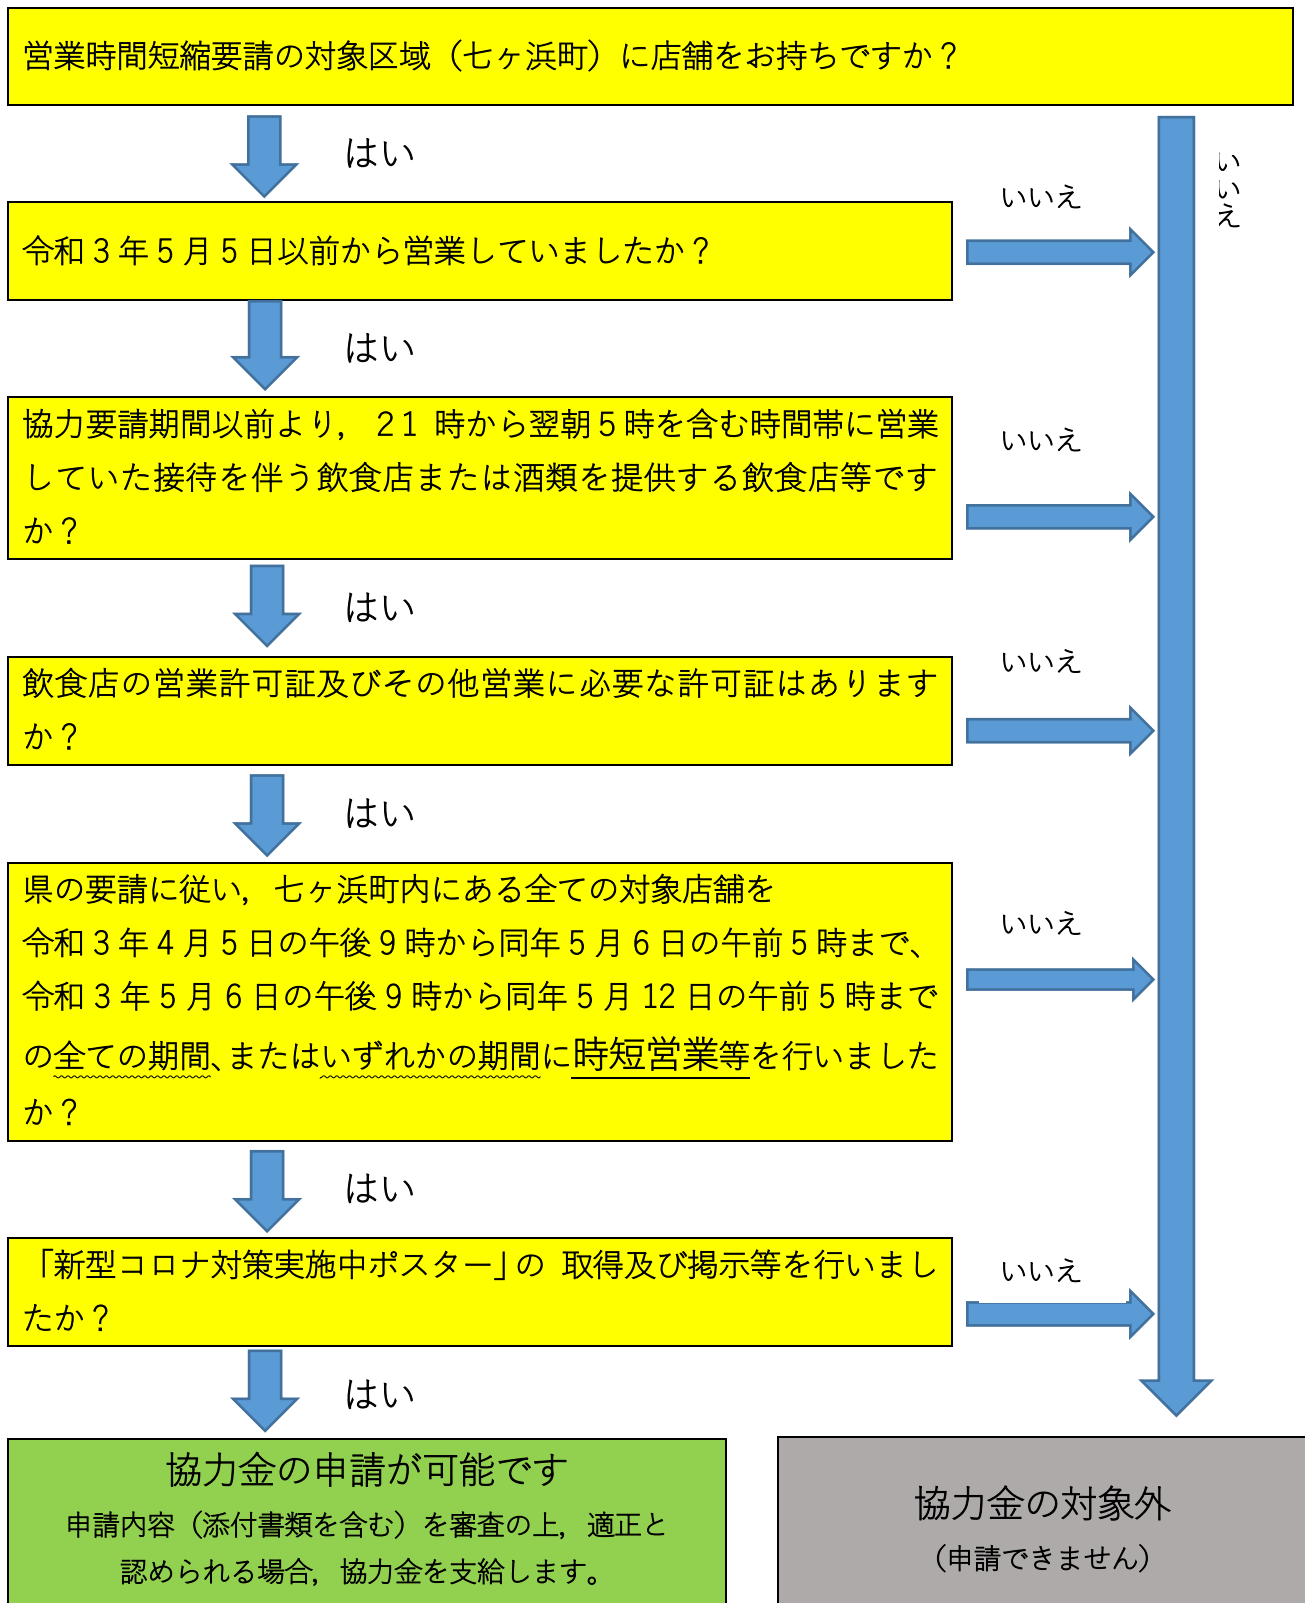 営業時間短縮要請の対象区域（七ヶ浜町）に店舗をお持ちですか？
はい
いいえ
いいえ
令和３年５月５日以前から営業していましたか？
はい
協力要請期間以前より，２１ 時から翌朝５時を含む時間帯に営業
していた接待を伴う飲食店または酒類を提供する飲食店等です
か？
いいえ
はい
飲食店の営業許可証及びその他営業に必要な許可証はあります
か？
いいえ
はい
県の要請に従い，七ヶ浜町内にある全ての対象店舗を
令和３年４月５日の午後９時から同年５月６日の午前５時まで、
令和３年５月６日の午後９時から同年５月 12 日の午前５時まで
の全ての期間、またはいずれかの期間に時短営業等を行いました
か？
いいえ
はい
「新型コロナ対策実施中ポスター」の 取得及び掲示等を行いまし
たか？
いいえ
はい
協力金の申請が可能です
申請内容（添付書類を含む）を審査の上，適正と
認められる場合，協力金を支給します。
協力金の対象外
（申請できません）